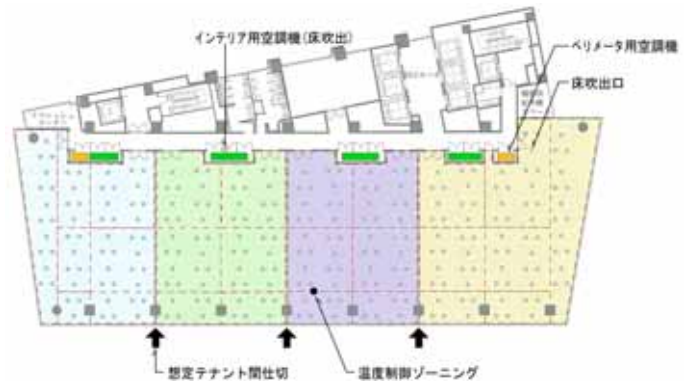 インテリア用空調機(床吹出)
ペリメータ用空調機
床吹出口
想定テナント間仕切
温度制御ゾーニング